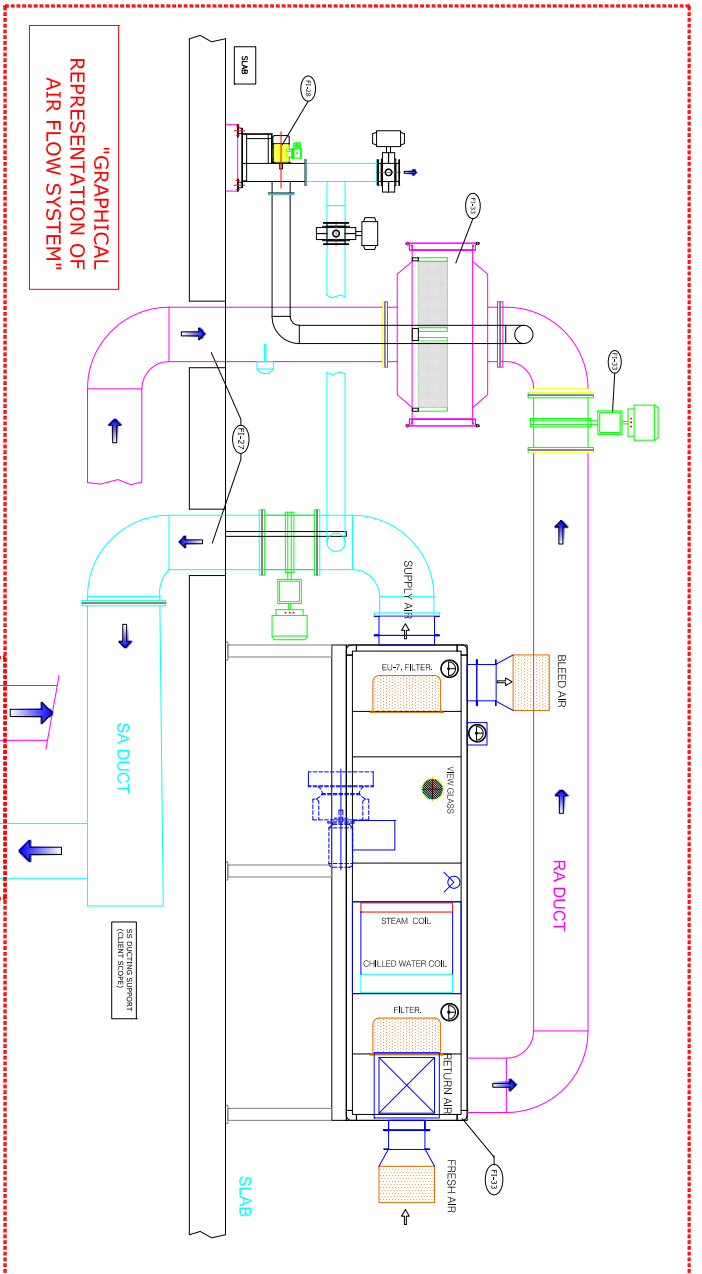 "GRAPHICAL
REPRESENTATION OF
AIR FLOW SYSTEM"
SLAB
FI-28
FI-33
FI-33
FI-27
SUPPLY AIR
BLEED AIR
EU-7. FILTER.
VIEW GLASS
SA DUCT
RA DUCT
STEAM COIL
CHILLED WATER COIL
FILTER.
RETURN AIR
FRESH AIR
FI-33
SS DUCTING SUPPORT
(CLIENT SCOPE)
SLAB